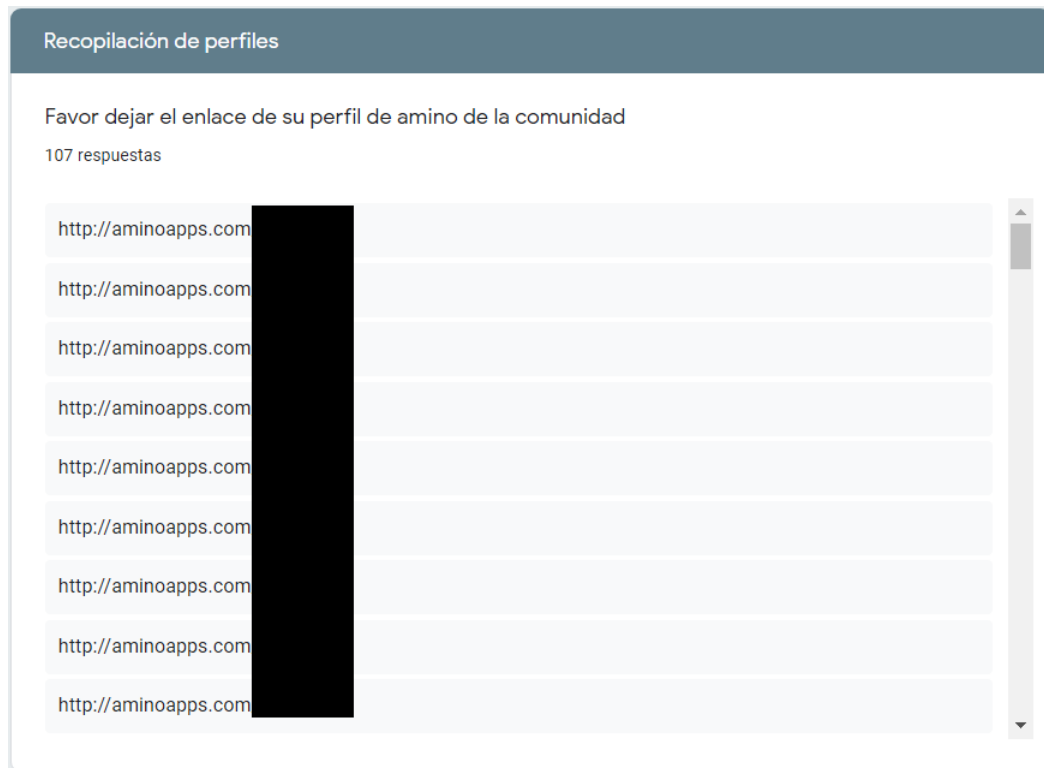 Recopilación de perfiles
Favor dejar el enlace de su perfil de amino de la comunidad
107 respuestas
http://aminoapps.com
http://aminoapps.com
http://aminoapps.com
http://aminoapps.com
http://aminoapps.com
http://aminoapps.com
http://aminoapps.com
http://aminoapps.com
http://aminoapps.com